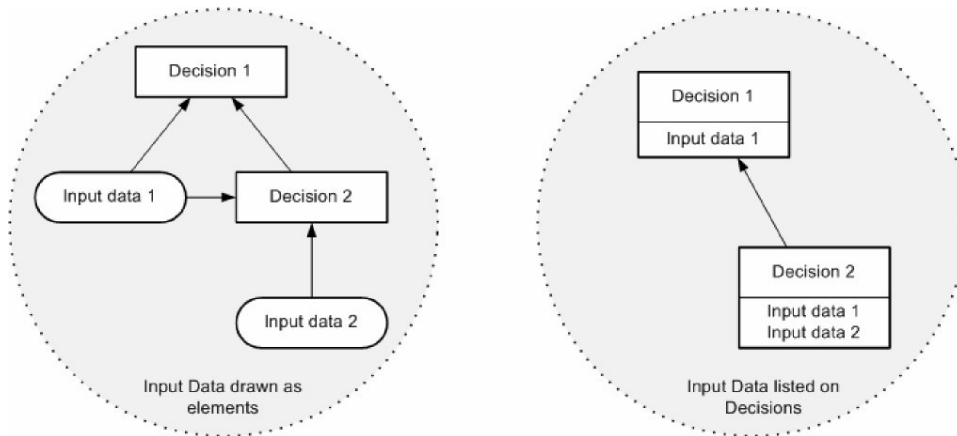 Decision 1
Input data 1
Decision 2
Input data 2
Input Data drawn as
elements
Decision 1
Input data 1
Decision 2
Input data 1
Input data 2
Input Data listed on
Decisions